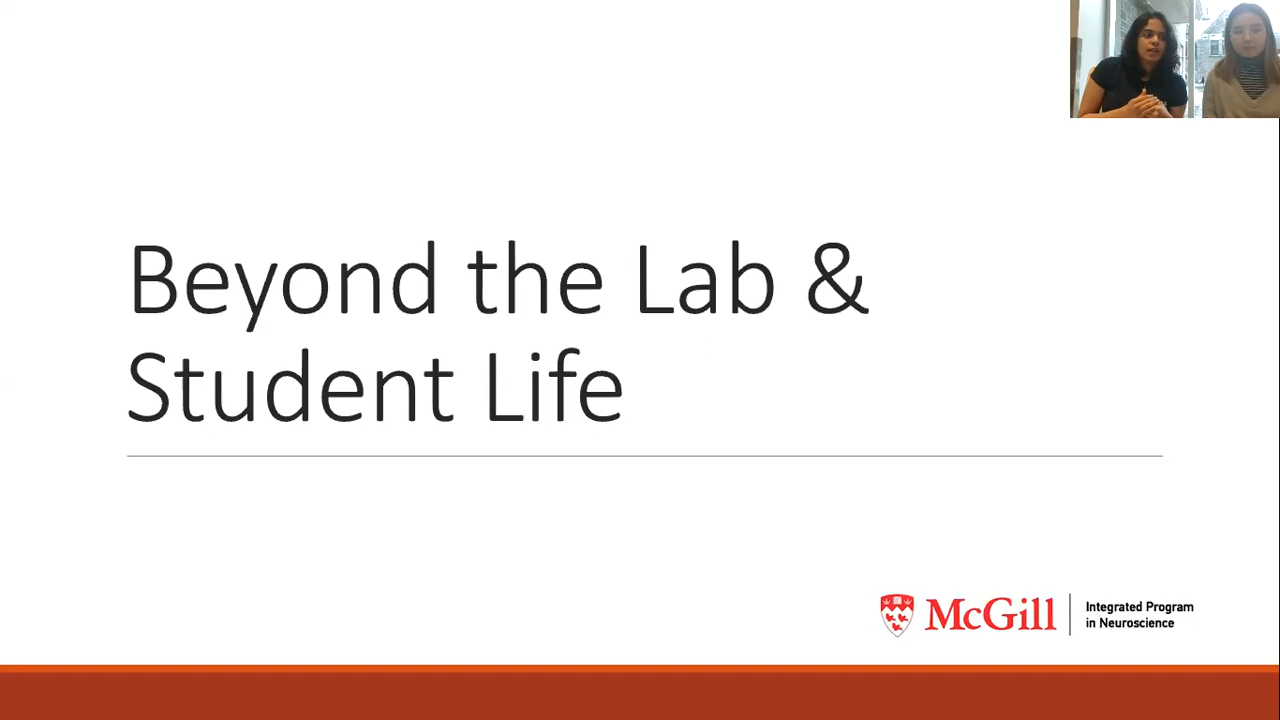 Beyond the Lab &
Student Life
McGill
Integrated Program
in Neuroscience